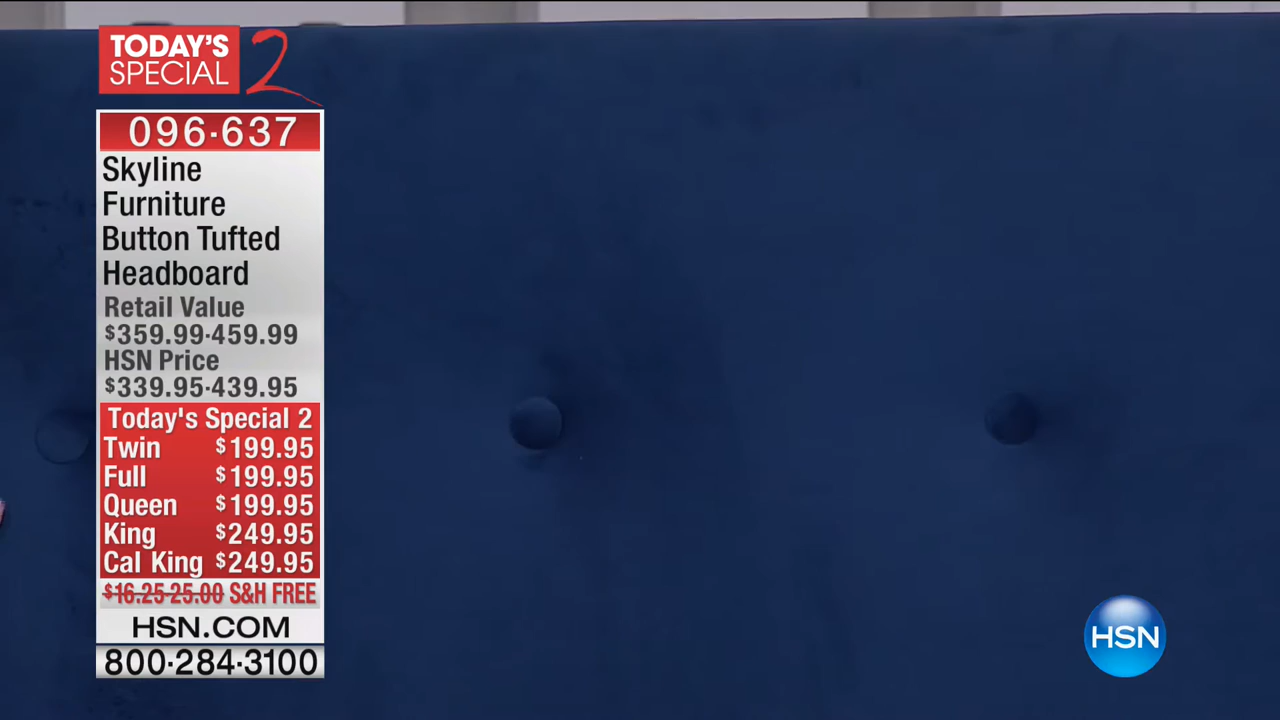 TODAY'S
SPECIAL 2
096·637
Skyline
Furniture
Button Tufted
Headboard
Retail Value
$359.99-459.99
HSN Price
$339.95-439.95
Today's Special 2
Twin $199.95
Full $199.95
Queen $199.95
King $249.95
Cal King $249.95
$16.25-25.00 S&H FREE
HSN.COM
800·284·3100
HSN